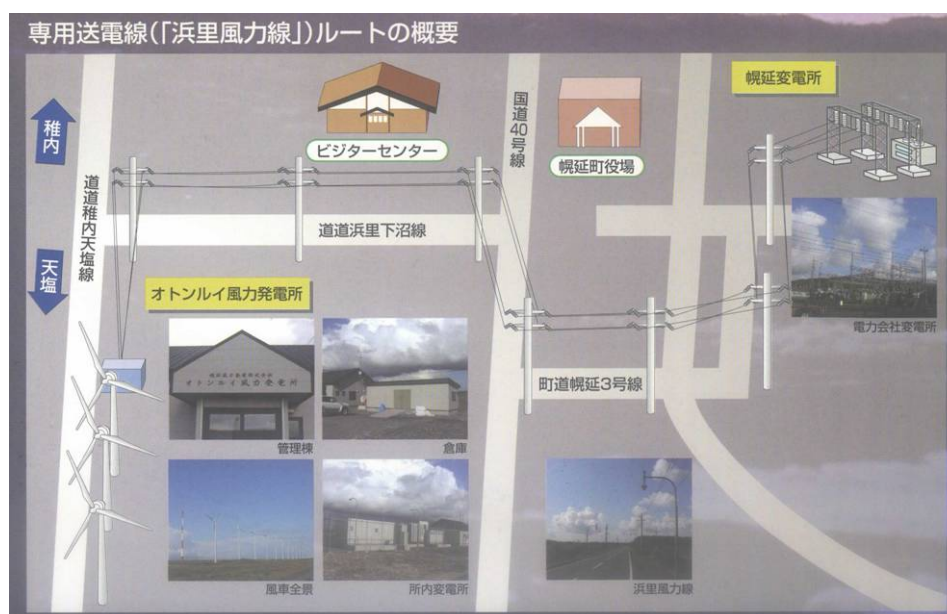 専用送電線(「浜里風力線」)ルートの概要
稚内
天塩
道道稚内天塩線
ビジターセンター
国道40号線
幌延町役場
幌延変電所
道道浜里下沼線
オトンルイ風力発電所
電力会社変電所
町道幌延3号線
オトンルイ風力発電所
管理棟
倉庫
風車全景
所内変電所
浜里風力線